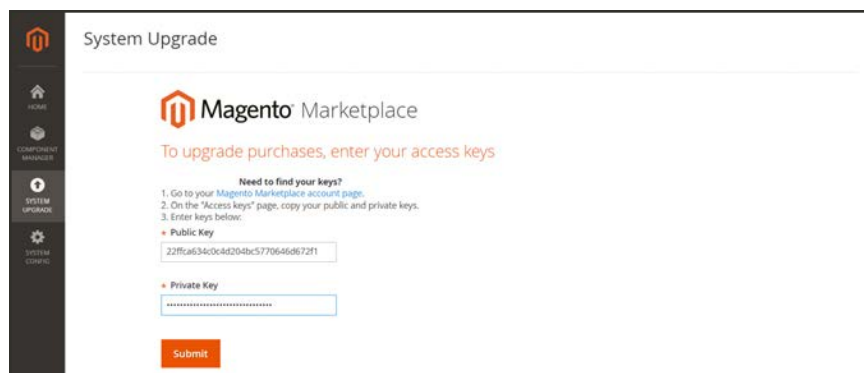 System Upgrade
HOME
COMPONENT
MANAGER
SYSTEM
UPGRADE
SYSTEM
CONFIG
Magento Marketplace
To upgrade purchases, enter your access keys
Need to find your keys?
1. Go to your Magento Marketplace account page.
2. On the "Access keys" page, copy your public and private keys.
3. Enter keys below:
* Public Key
22ffca634c0c4d204bc5770646d672f1
* Private Key
Submit